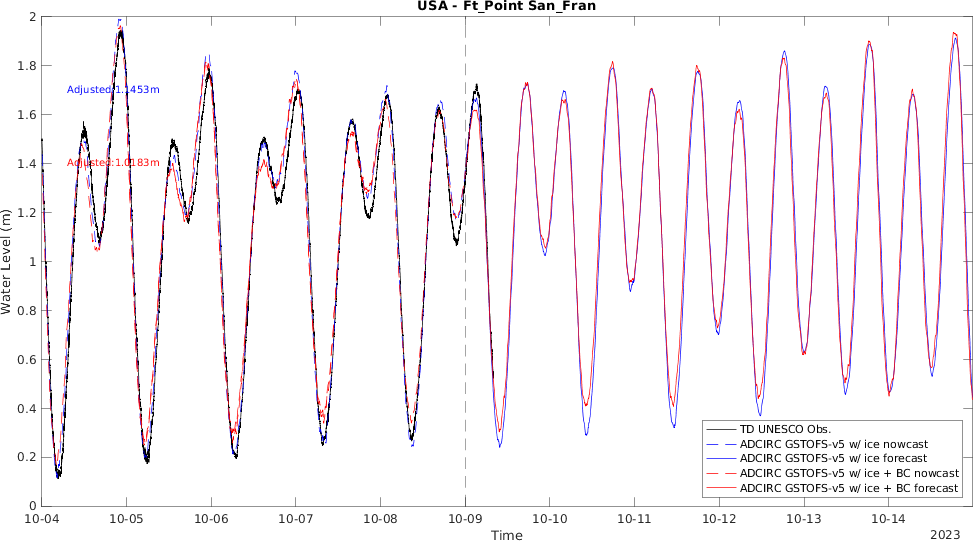 USA - Ft_Point San_Fran
2
1.8
1.6
1.4
1.2
1
0.8
0.6
0.4
0.2
0
Water Level (m)
Adjusted:1.1453m
Adjusted:1.0183m
TD UNESCO Obs.
ADCIRC GSTOFS-v5 w/ ice nowcast
ADCIRC GSTOFS-v5 w/ ice forecast
ADCIRC GSTOFS-v5 w/ ice + BC nowcast
ADCIRC GSTOFS-v5 w/ ice + BC forecast
10-04 10-05 10-06 10-07 10-08 10-09 10-10 10-11 10-12 10-13 10-14
Time
2023